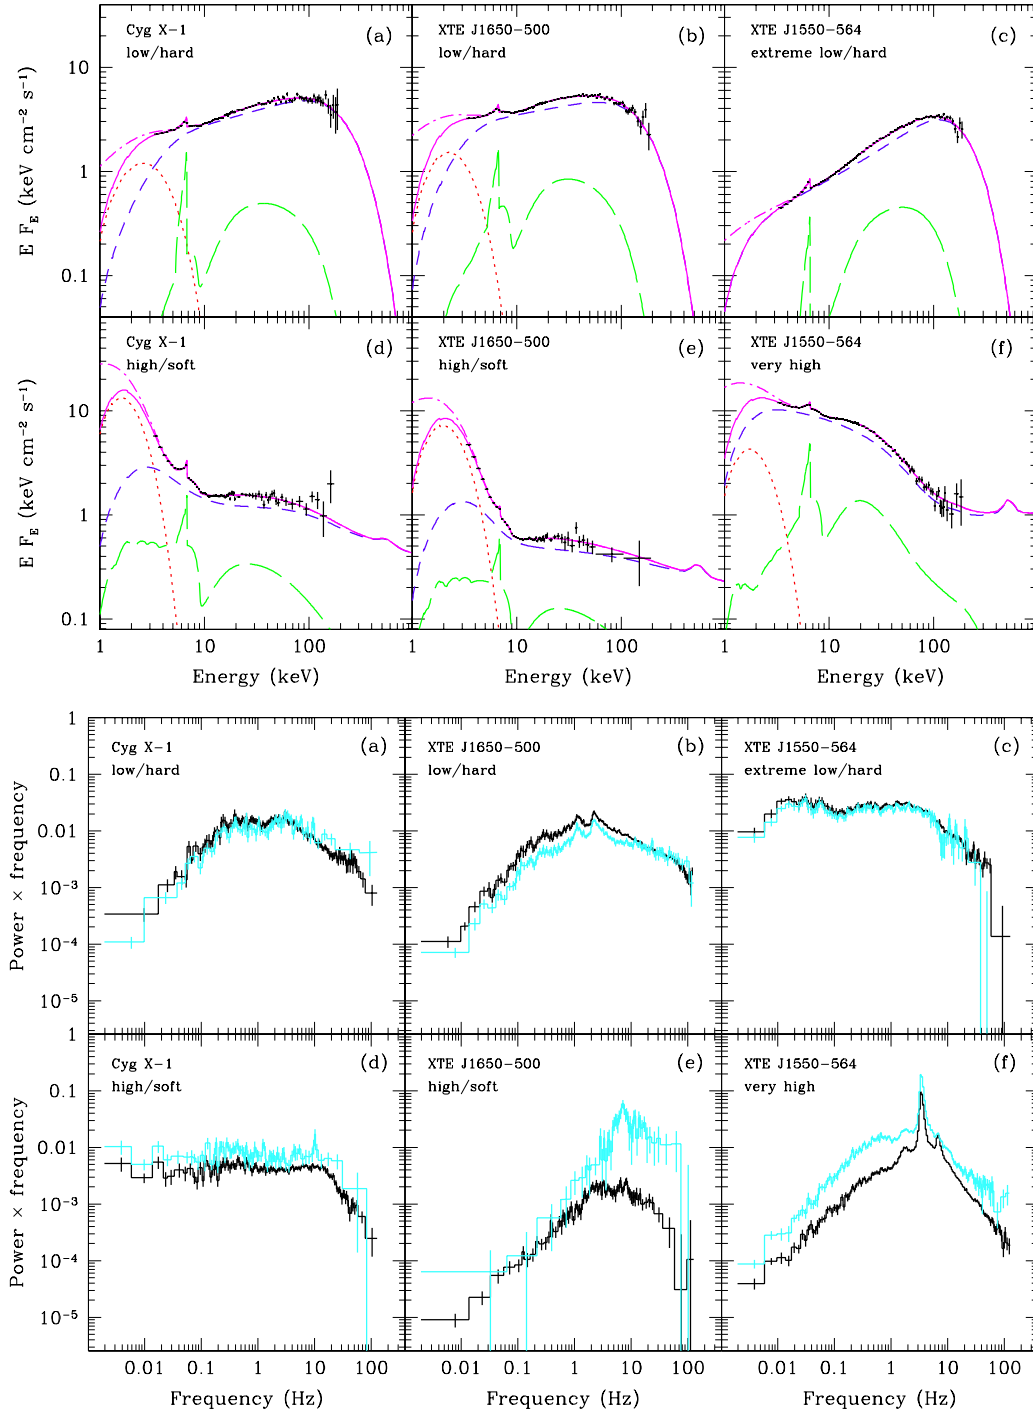 Cyg X-1 (a)
low/hard
XTE J1650-500 (b)
low/hard
XTE J1550-564 (c)
extreme low/hard
10
1
0.1
E F_E (keV cm⁻² s⁻¹)
Cyg X-1 (d)
high/soft
XTE J1650-500 (e)
high/soft
XTE J1550-564 (f)
very high
10
1
0.1
E F_E (keV cm⁻² s⁻¹)
1 10 100 1 10 100 1 10 100
Energy (keV) Energy (keV) Energy (keV)
1
Cyg X-1 (a)
low/hard
XTE J1650-500 (b)
low/hard
XTE J1550-564 (c)
extreme low/hard
0.1
0.01
10⁻³
10⁻⁴
10⁻⁵
Power × frequency
1
Cyg X-1 (d)
high/soft
XTE J1650-500 (e)
high/soft
XTE J1550-564 (f)
very high
0.1
0.01
10⁻³
10⁻⁴
10⁻⁵
Power × frequency
0.01 0.1 1 10 100 0.01 0.1 1 10 100 0.01 0.1 1 10 100
Frequency (Hz) Frequency (Hz) Frequency (Hz)